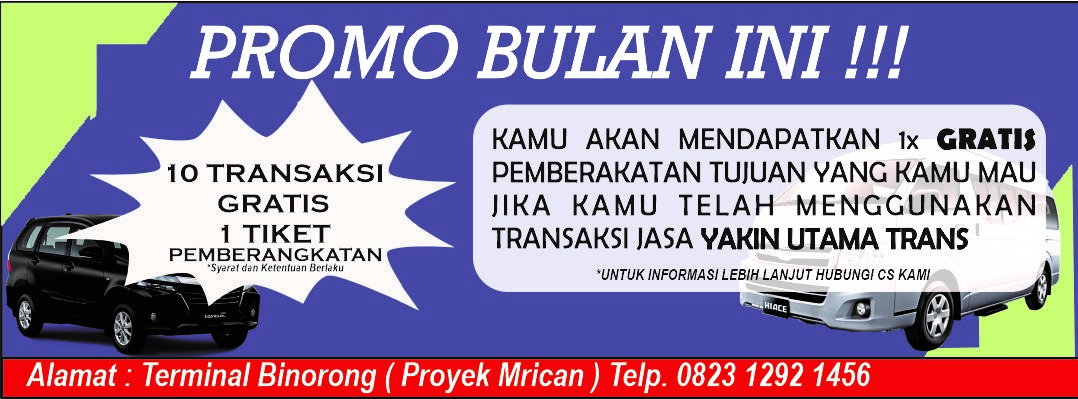 PROMO BULAN INI !!!
10 TRANSAKSI
GRATIS
1 TIKET
PEMBERANGKATAN
*Syarat dan Ketentuan Berlaku
KAMU AKAN MENDAPATKAN 1x GRATIS
PEMBERAKATAN TUJUAN YANG KAMU MAU
JIKA KAMU TELAH MENGGUNAKAN
TRANSAKSI JASA YAKIN UTAMA TRANS
*UNTUK INFORMASI LEBIH LANJUT HUBUNGI CS KAMI
HIACE
Alamat : Terminal Binorong ( Proyek Mrican ) Telp. 0823 1292 1456